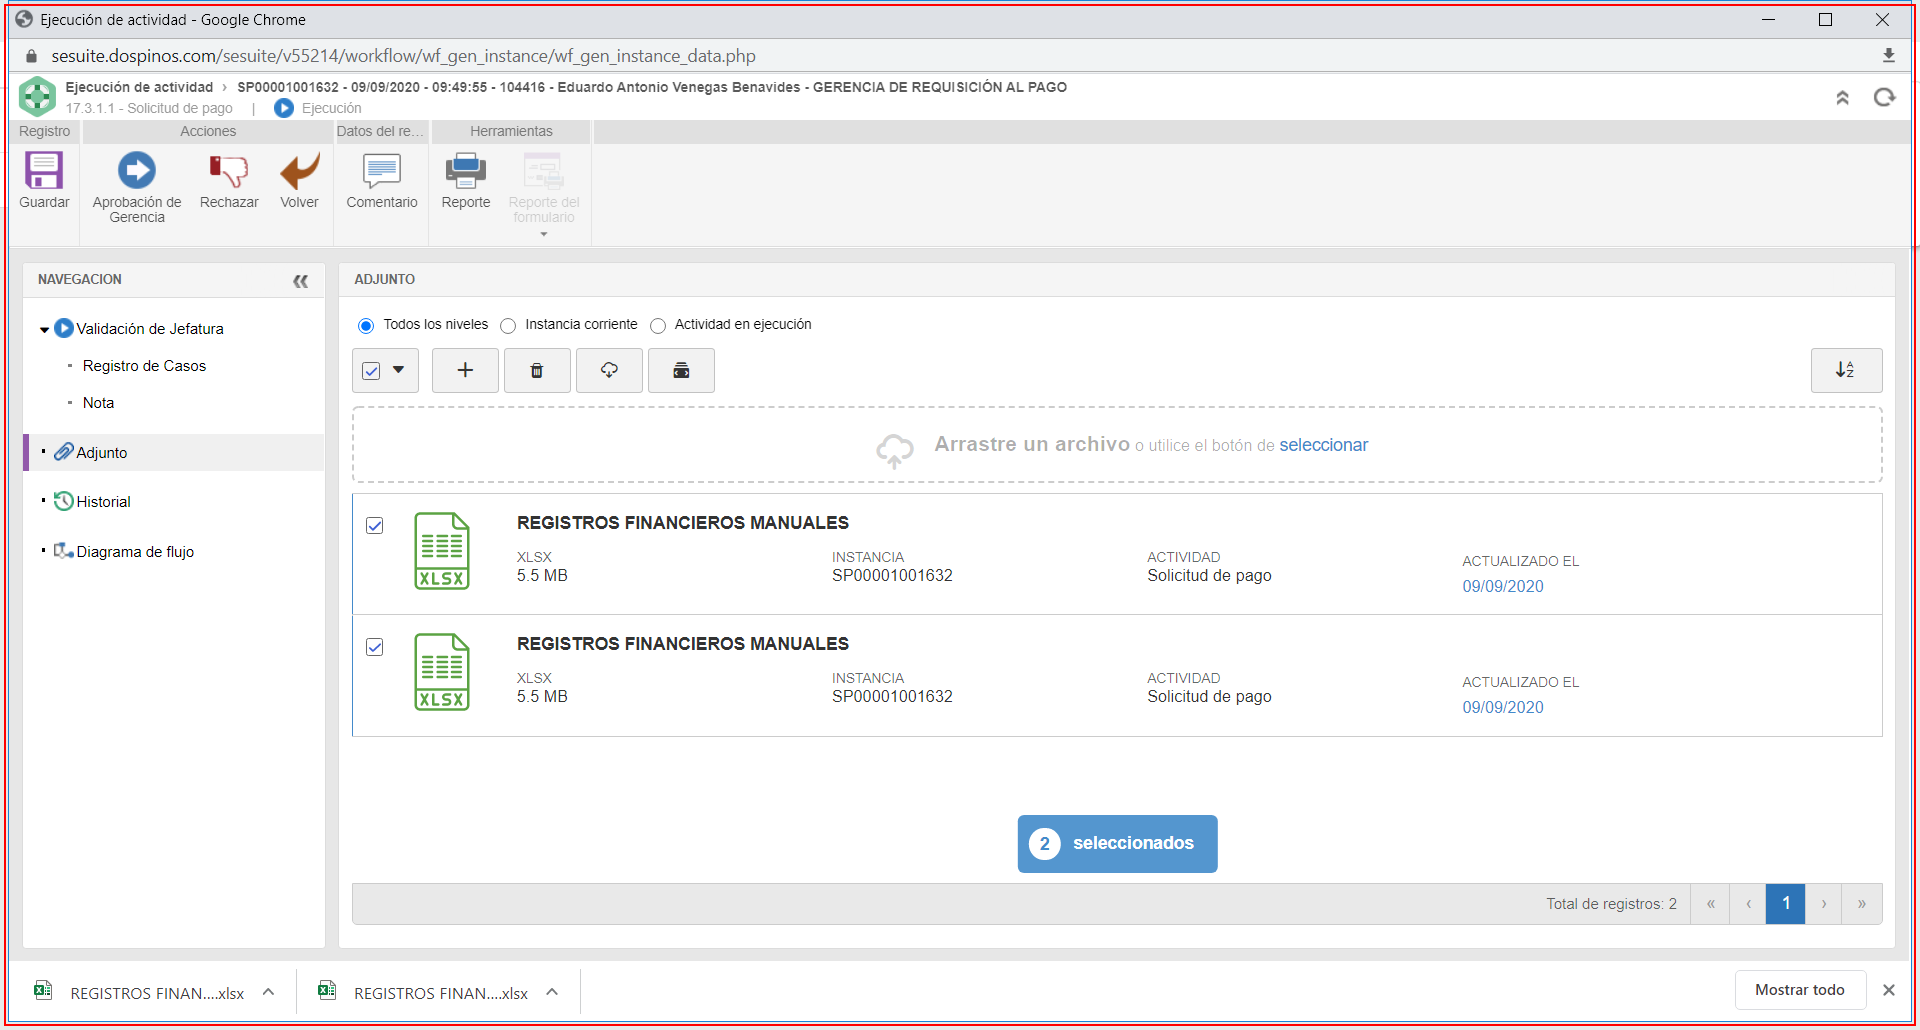 Ejecución de actividad - Google Chrome
sesuite.dospinos.com/sesuite/v55214/workflow/wf_gen_instance/wf_gen_instance_data.php
Ejecución de actividad › SP00001001632 - 09/09/2020 - 09:49:55 - 104416 - Eduardo Antonio Venegas Benavides - GERENCIA DE REQUISICIÓN AL PAGO
17.3.1.1 - Solicitud de pago | Ejecución
Registro Acciones Datos del re... Herramientas
Guardar
Aprobación de Gerencia
Rechazar
Volver
Comentario
Reporte
Reporte del formulario
NAVEGACION
Validación de Jefatura
Registro de Casos
Nota
Adjunto
Historial
Diagrama de flujo
ADJUNTO
Todos los niveles Instancia corriente Actividad en ejecución
Arrastre un archivo o utilice el botón de seleccionar
XLSX
REGISTROS FINANCIEROS MANUALES
XLSX INSTANCIA ACTIVIDAD ACTUALIZADO EL
5.5 MB SP00001001632 Solicitud de pago 09/09/2020
XLSX
REGISTROS FINANCIEROS MANUALES
XLSX INSTANCIA ACTIVIDAD ACTUALIZADO EL
5.5 MB SP00001001632 Solicitud de pago 09/09/2020
2 seleccionados
Total de registros: 2 « ‹ 1 › »
REGISTROS FINAN....xlsx REGISTROS FINAN....xlsx Mostrar todo